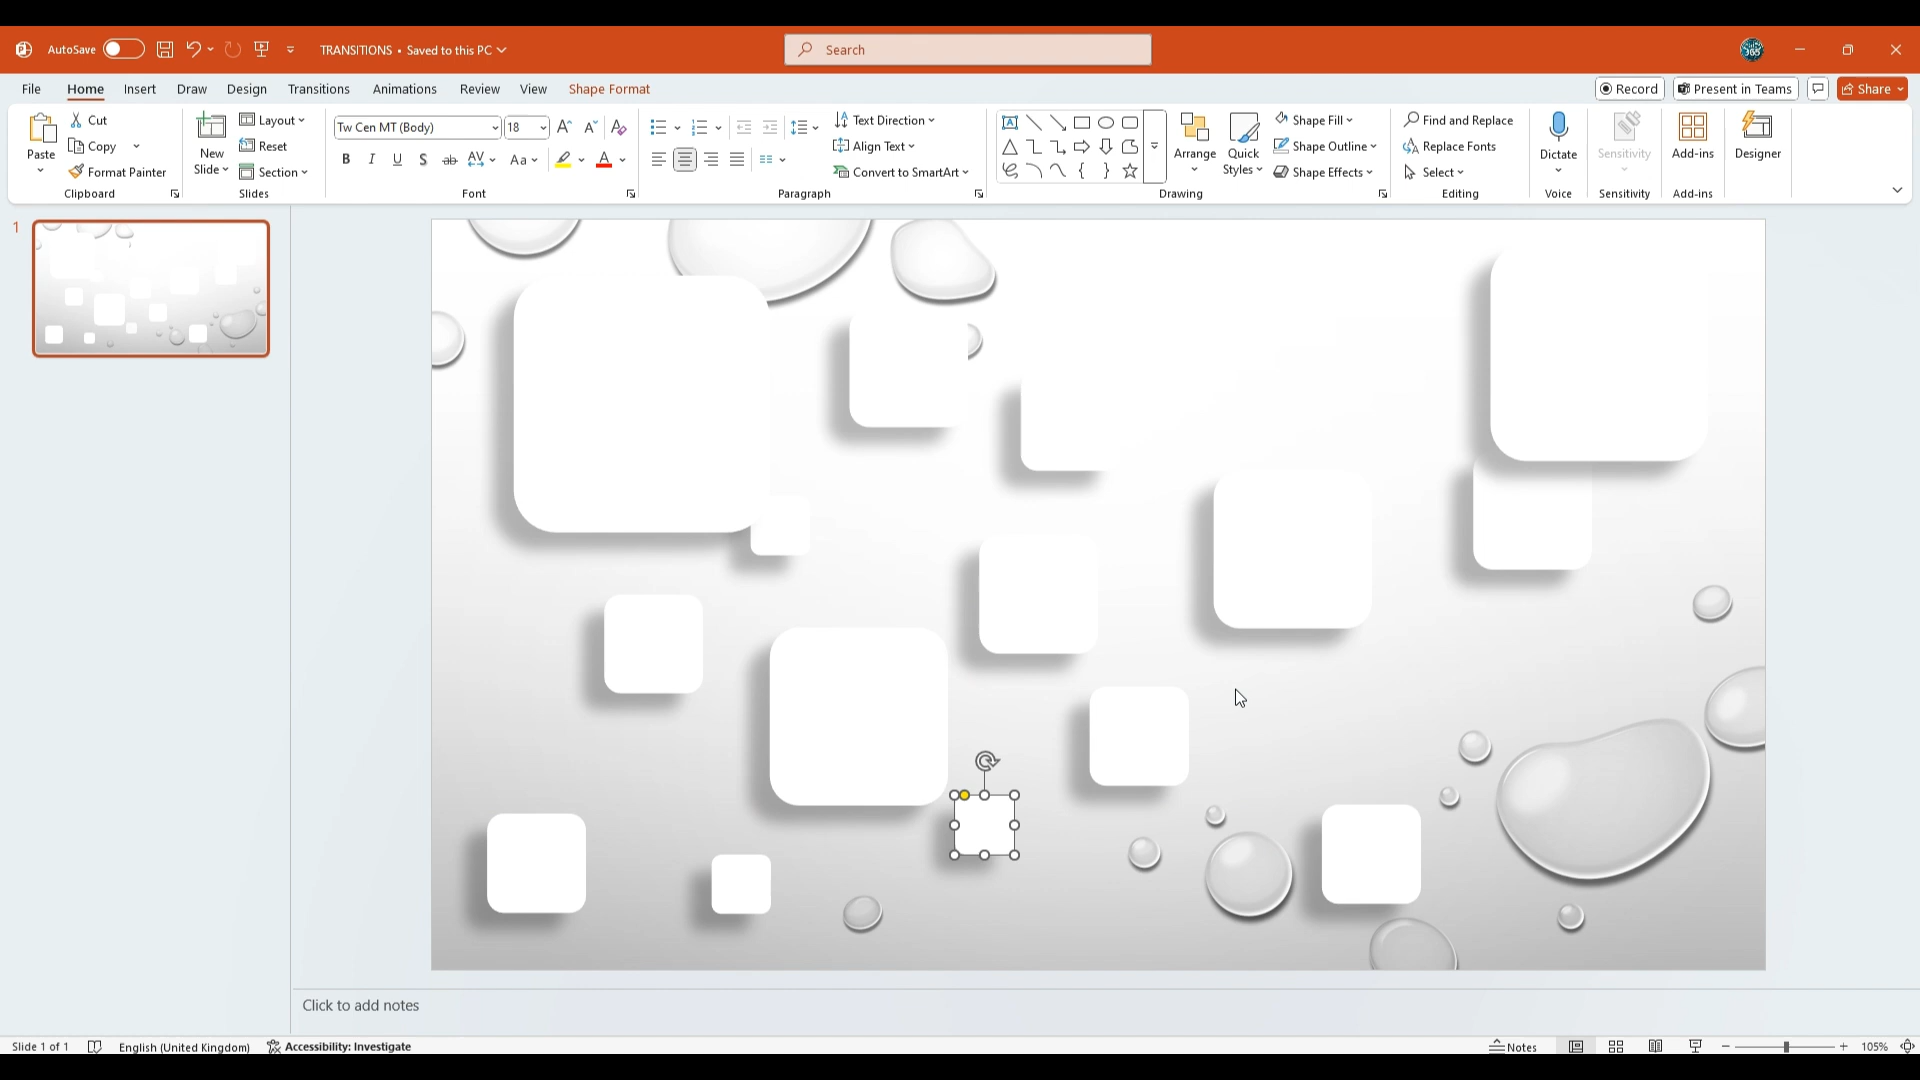 AutoSave
TRANSITIONS • Saved to this PC
Search
File Home Insert Draw Design Transitions Animations Review View Shape Format
Record
Present in Teams
Share
Paste
Cut
Copy
Format Painter
Clipboard
New
Slide
Layout
Reset
Section
Slides
Tw Cen MT (Body)
18
B I U S ab AV Aa A
Font
Text Direction
Align Text
Convert to SmartArt
Paragraph
Arrange
Quick
Styles
Shape Fill
Shape Outline
Shape Effects
Drawing
Find and Replace
Replace Fonts
Select
Editing
Dictate
Voice
Sensitivity
Sensitivity
Add-ins
Add-ins
Designer
1
Click to add notes
Slide 1 of 1
English (United Kingdom)
Accessibility: Investigate
Notes
105%